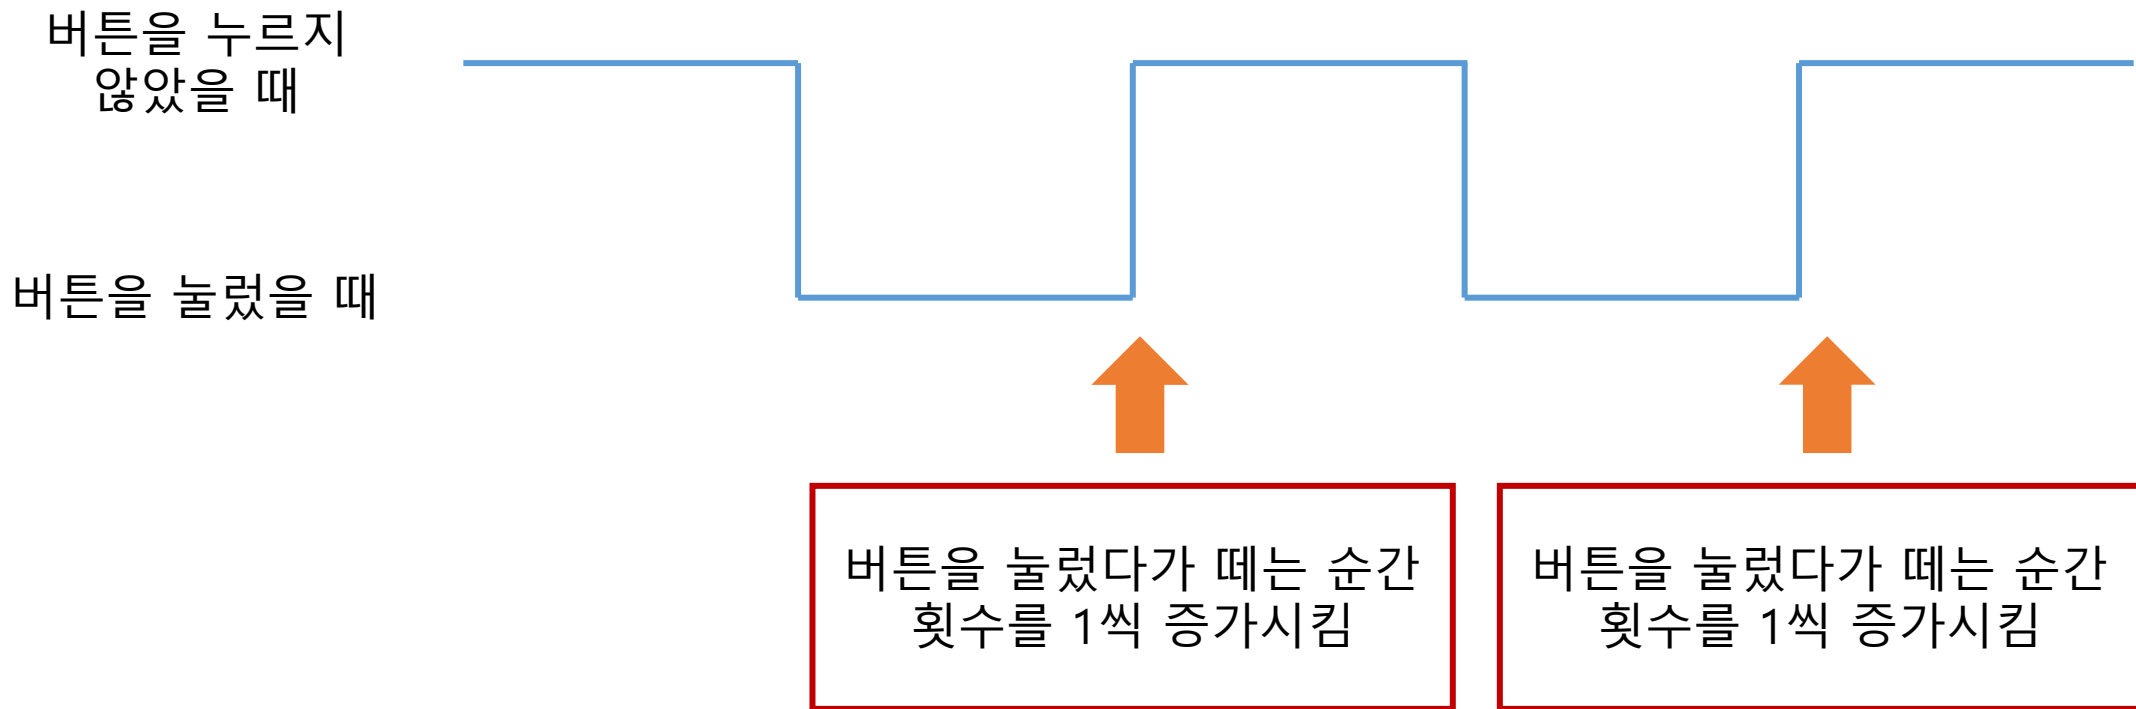 버튼을 누르지
않았을 때
버튼을 눌렀을 때
버튼을 눌렀다가 떼는 순간
횟수를 1씩 증가시킴
버튼을 눌렀다가 떼는 순간
횟수를 1씩 증가시킴